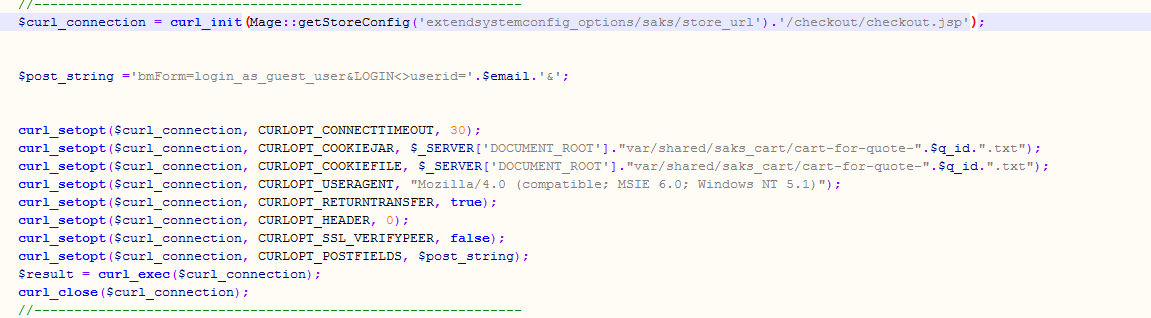 //-------------------------------------------------------------
$curl_connection = curl_init(Mage::getStoreConfig('extendsystemconfig_options/saks/store_url').'/checkout/checkout.jsp');
$post_string ='bmForm=login_as_guest_user&LOGIN<>userid='.$email.'&';
curl_setopt($curl_connection, CURLOPT_CONNECTTIMEOUT, 30);
curl_setopt($curl_connection, CURLOPT_COOKIEJAR, $_SERVER['DOCUMENT_ROOT']."var/shared/saks_cart/cart-for-quote-".$q_id.".txt");
curl_setopt($curl_connection, CURLOPT_COOKIEFILE, $_SERVER['DOCUMENT_ROOT']."var/shared/saks_cart/cart-for-quote-".$q_id.".txt");
curl_setopt($curl_connection, CURLOPT_USERAGENT, "Mozilla/4.0 (compatible; MSIE 6.0; Windows NT 5.1)");
curl_setopt($curl_connection, CURLOPT_RETURNTRANSFER, true);
curl_setopt($curl_connection, CURLOPT_HEADER, 0);
curl_setopt($curl_connection, CURLOPT_SSL_VERIFYPEER, false);
curl_setopt($curl_connection, CURLOPT_POSTFIELDS, $post_string);
$result = curl_exec($curl_connection);
curl_close($curl_connection);
//-------------------------------------------------------------